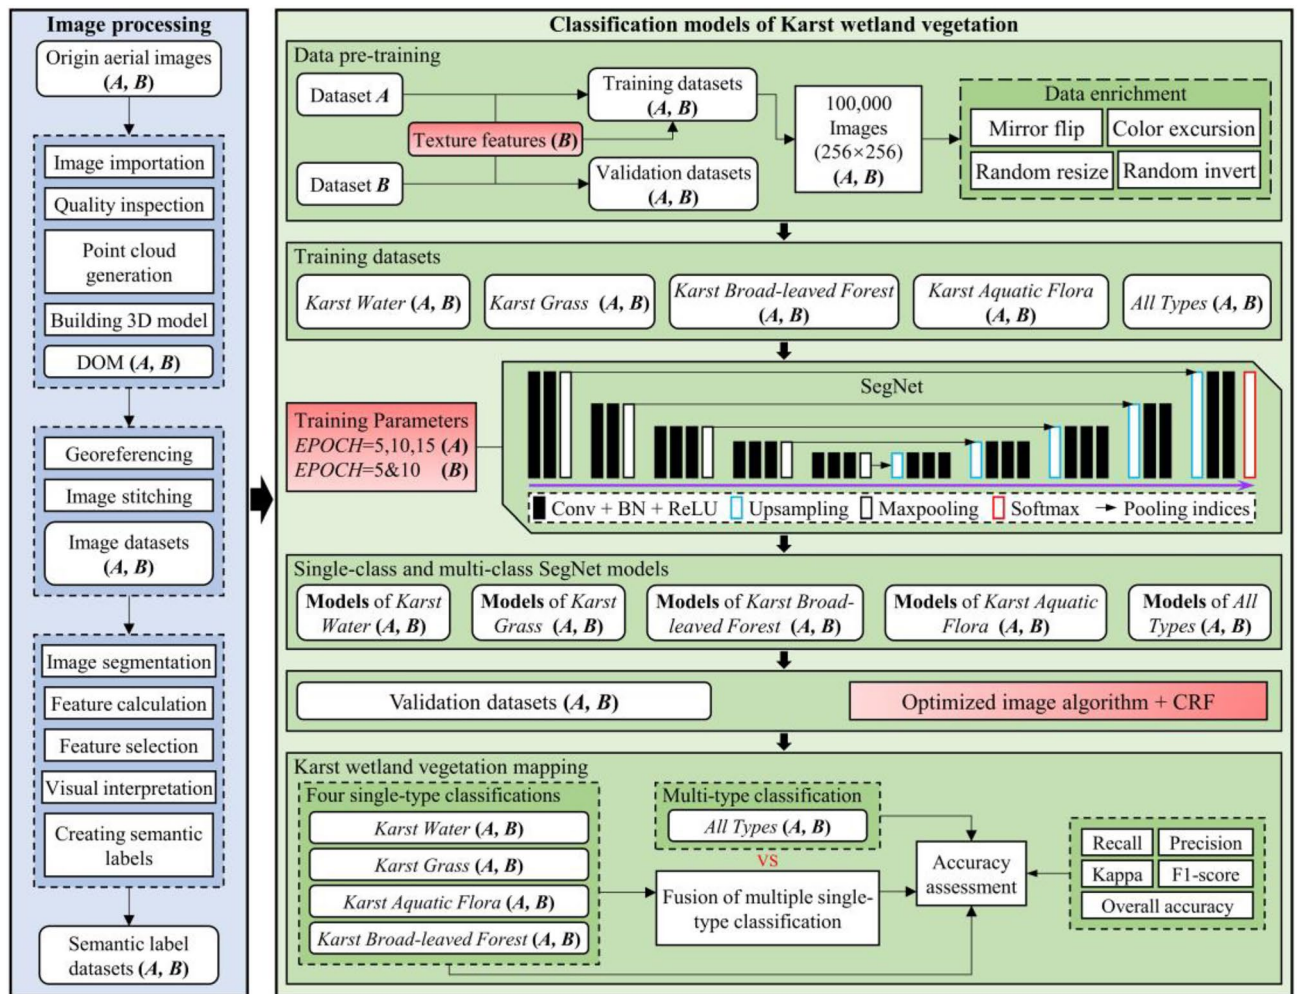 Image processing
Origin aerial images
(A, B)
Image importation
Quality inspection
Point cloud
generation
Building 3D model
DOM (A, B)
Georeferencing
Image stitching
Image datasets
(A, B)
Image segmentation
Feature calculation
Feature selection
Visual interpretation
Creating semantic
labels
Semantic label
datasets (A, B)
Classification models of Karst wetland vegetation
Data pre-training
Dataset A
Texture features (B)
Dataset B
Training datasets
(A, B)
Validation datasets
(A, B)
100,000
Images
(256×256)
(A, B)
Data enrichment
Mirror flip
Color excursion
Random resize
Random invert
Training datasets
Karst Water (A, B)
Karst Grass (A, B)
Karst Broad-leaved Forest
(A, B)
Karst Aquatic Flora
(A, B)
All Types (A, B)
Training Parameters
EPOCH=5,10,15 (A)
EPOCH=5&10 (B)
SegNet
Conv + BN + ReLU
Upsampling
Maxpooling
Softmax
Pooling indices
Single-class and multi-class SegNet models
Models of Karst
Water (A, B)
Models of Karst
Grass (A, B)
Models of Karst Broad-
leaved Forest (A, B)
Models of Karst Aquatic
Flora (A, B)
Models of All
Types (A, B)
Validation datasets (A, B)
Optimized image algorithm + CRF
Karst wetland vegetation mapping
Four single-type classifications
Karst Water (A, B)
Karst Grass (A, B)
Karst Aquatic Flora (A, B)
Karst Broad-leaved Forest (A, B)
Multi-type classification
All Types (A, B)
VS
Fusion of multiple single-
type classification
Accuracy
assessment
Recall
Precision
Kappa
F1-score
Overall accuracy